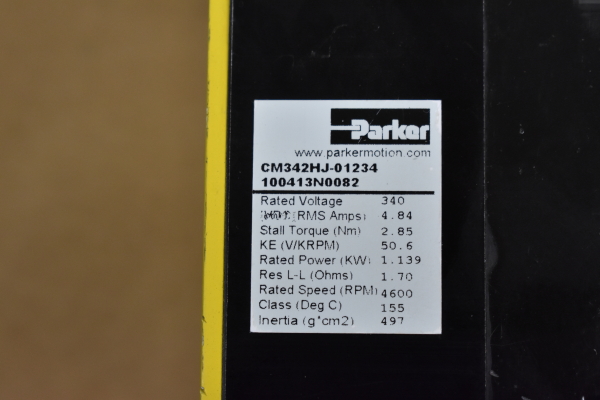 Parker
www.parkermotion.com
CM342HJ-01234
100413N0082
Rated Voltage 340
RMS Amps) 4.84
Stall Torque (Nm) 2.85
KE (V/KRPM) 50.6
Rated Power (KW) 1.139
Res L-L (Ohms) 1.70
Rated Speed (RPM) 4600
Class (Deg C) 155
Inertia (g*cm2) 497